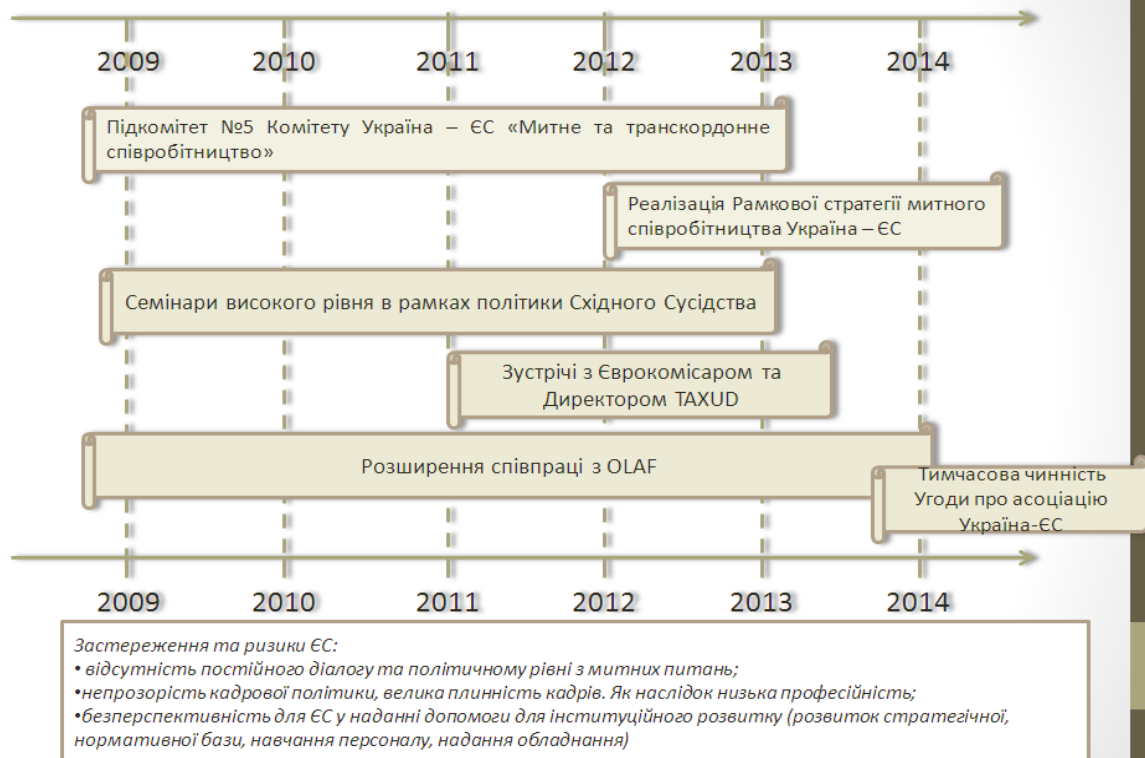 2009 2010 2011 2012 2013 2014
Підкомітет №5 Комітету Україна – ЄС «Митне та транскордонне
співробітництво»
Реалізація Рамкової стратегії митного
співробітництва Україна – ЄС
Семінари високого рівня в рамках політики Східного Сусідства
Зустрічі з Єврокомісаром та
Директором TAXUD
Розширення співпраці з OLAF
Тимчасова чинність
Угоди про асоціацію
Україна-ЄС
2009 2010 2011 2012 2013 2014
Застереження та ризики ЄС:
• відсутність постійного діалогу та політичному рівні з митних питань;
•непрозорість кадрової політики, велика плинність кадрів. Як наслідок низька професійність;
•безперспективність для ЄС у наданні допомоги для інституційного розвитку (розвиток стратегічної,
нормативної бази, навчання персоналу, надання обладнання)